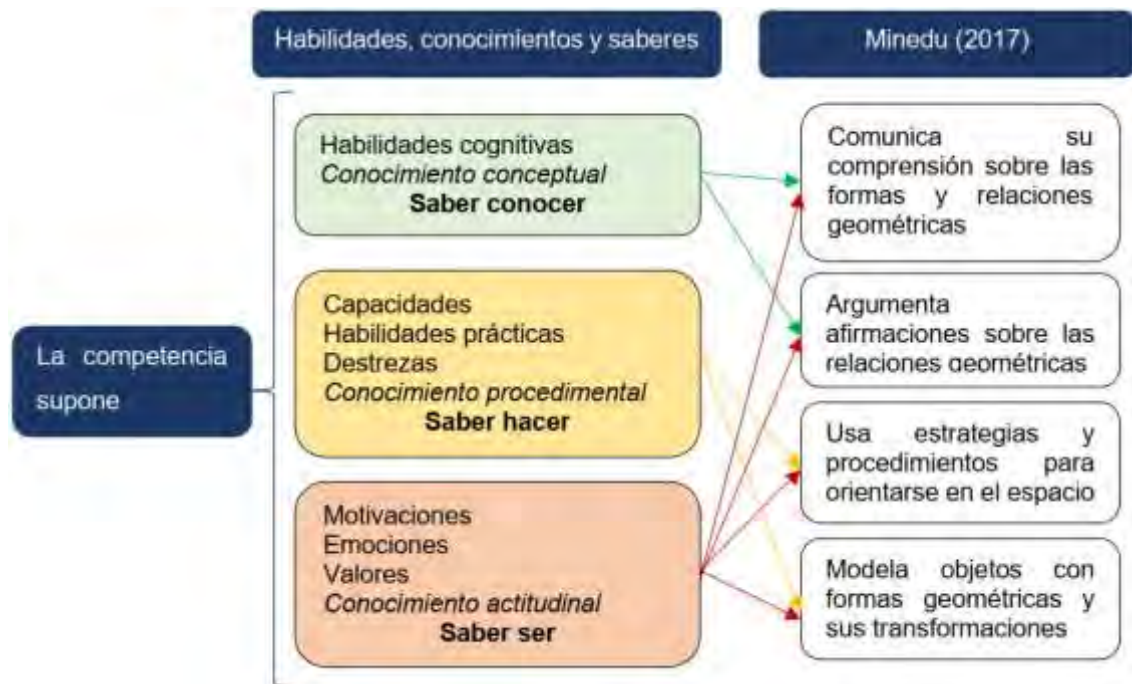 Habilidades, conocimientos y saberes
Minedu (2017)
La competencia
supone
Habilidades cognitivas
Conocimiento conceptual
Saber conocer
Capacidades
Habilidades prácticas
Destrezas
Conocimiento procedimental
Saber hacer
Motivaciones
Emociones
Valores
Conocimiento actitudinal
Saber ser
Comunica su
comprensión sobre las
formas y relaciones
geométricas
Argumenta
afirmaciones sobre las
relaciones geométricas
Usa estrategias y
procedimientos para
orientarse en el espacio
Modela objetos con
formas geométricas y
sus transformaciones